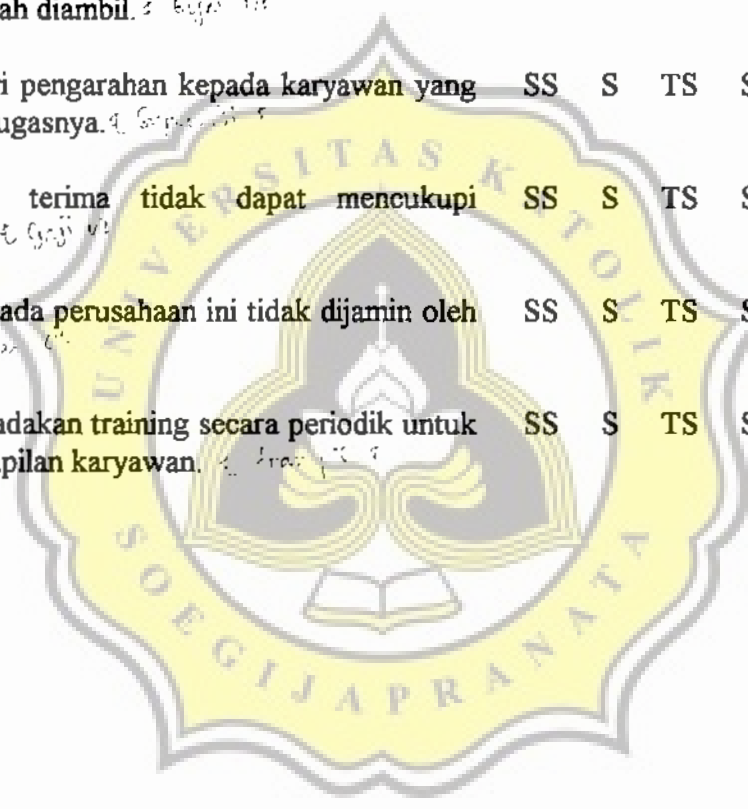 ah diambil.
ri pengarahan kepada karyawan yang SS S TS S
ugasnya.
terima tidak dapat mencukupi SS S TS S
ada perusahaan ini tidak dijamin oleh SS S TS S
adakan training secara periodik untuk SS S TS S
pilan karyawan.
UNIVERSITAS KATOLIK
SOEGIJAPRANATA